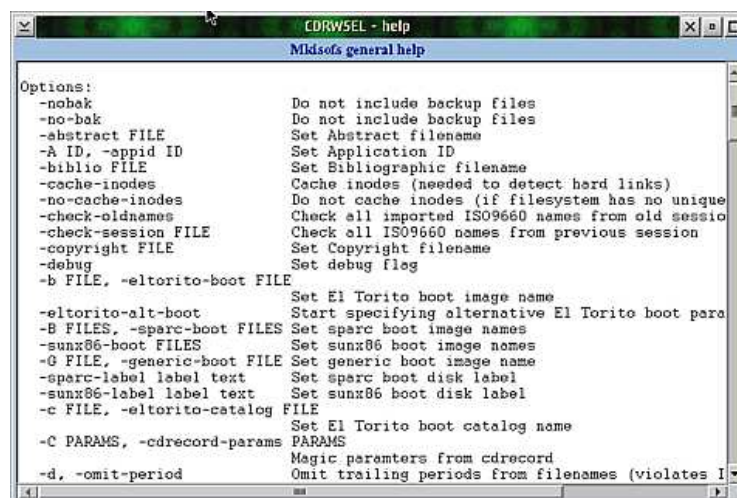 CDRWSEL - help
Mkisofs general help
Options:
-nobak Do not include backup files
-no-bak Do not include backup files
-abstract FILE Set Abstract filename
-A ID, -appid ID Set Application ID
-biblio FILE Set Bibliographic filename
-cache-inodes Cache inodes (needed to detect hard links)
-no-cache-inodes Do not cache inodes (if filesystem has no unique
-check-oldnames Check all imported ISO9660 names from old sessio
-check-session FILE Check all ISO9660 names from previous session
-copyright FILE Set Copyright filename
-debug Set debug flag
-b FILE, -eltorito-boot FILE
Set El Torito boot image name
-eltorito-alt-boot Start specifying alternative El Torito boot para
-B FILES, -sparc-boot FILES Set sparc boot image names
-sunx86-boot FILES Set sunx86 boot image names
-G FILE, -generic-boot FILE Set generic boot image name
-sparc-label label text Set sparc boot disk label
-sunx86-label label text Set sunx86 boot disk label
-c FILE, -eltorito-catalog FILE
Set El Torito boot catalog name
-C PARAMS, -cdrecord-params PARAMS
Magic paramters from cdrecord
-d, -omit-period Omit trailing periods from filenames (violates I